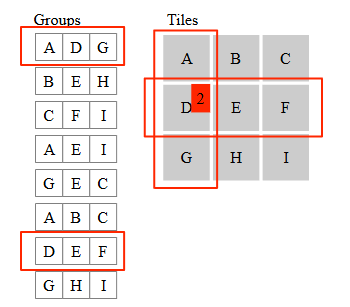 Groups
A D G
B E H
C F I
A E I
G E C
A B C
D E F
G H I
Tiles
A B C
D 2 E F
G H I